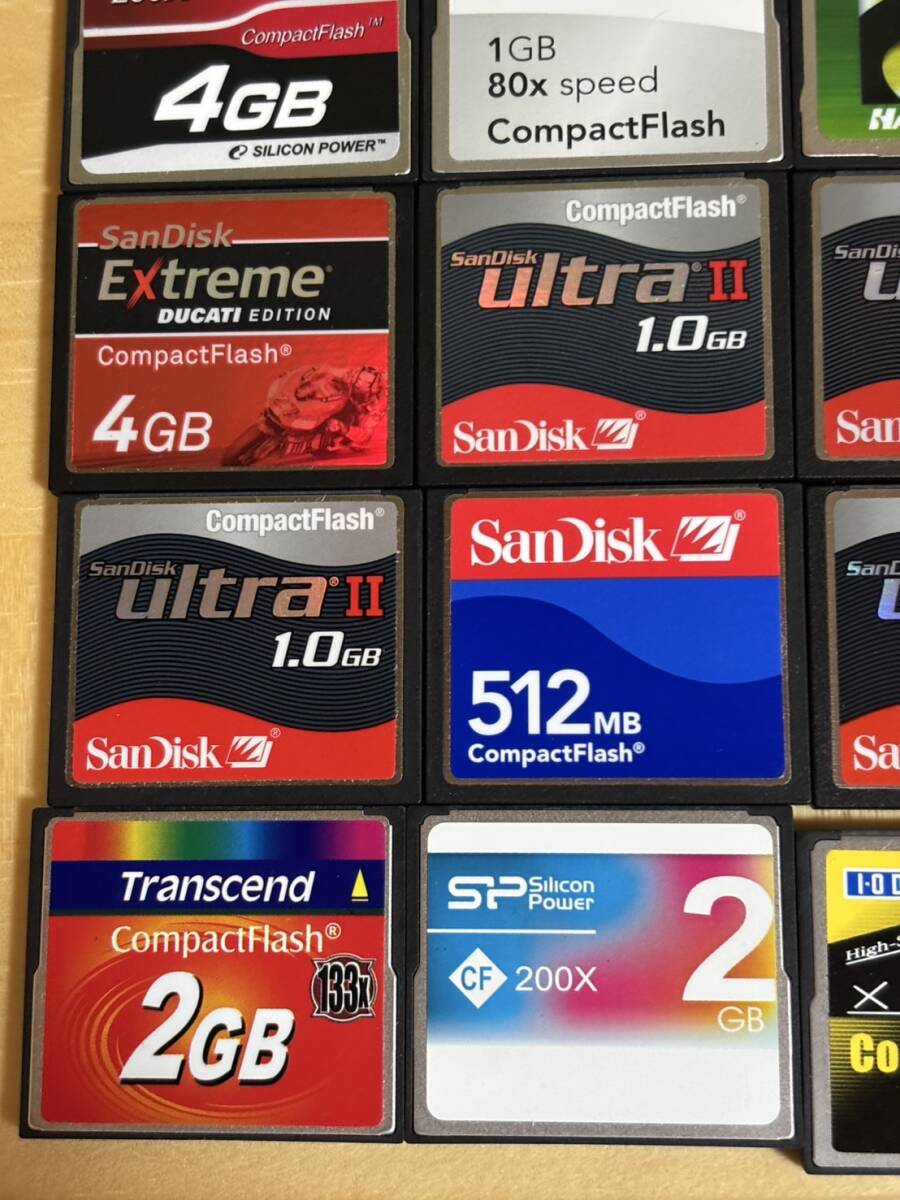 CompactFlash™
4GB
SILICON POWER™
1GB
80x speed
CompactFlash
SanDisk
Extreme®
DUCATI EDITION
CompactFlash®
4GB
CompactFlash®
SanDisk
ultra® II
1.0GB
SanDisk®
CompactFlash®
SanDisk
ultra® II
1.0GB
SanDisk®
SanDisk®
512MB
CompactFlash®
Transcend
CompactFlash®
133x
2GB
SP Silicon
Power
2
GB
CF 200X
I-O D
High-S
X
Co